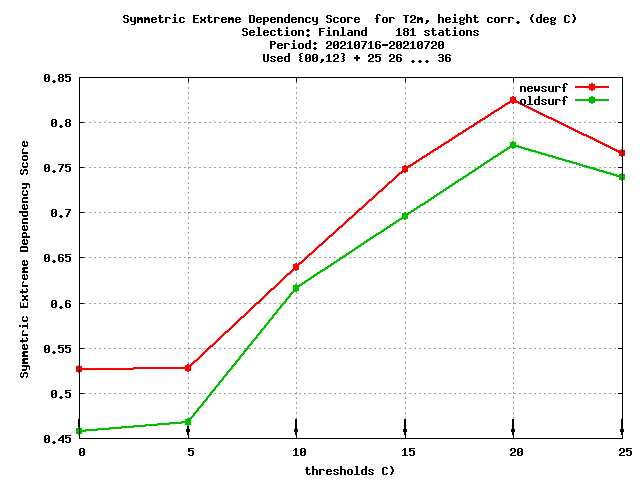 Symmetric Extreme Dependency Score  for T2m, height corr. (deg C)
Selection: Finland    181 stations
Period: 20210716-20210720
Used {00,12} + 25 26 ... 36
0.85
0.8
0.75
0.7
0.65
0.6
0.55
0.5
0.45
Symmetric Extreme Dependency Score
newsurf
oldsurf
0 5 10 15 20 25
thresholds C)